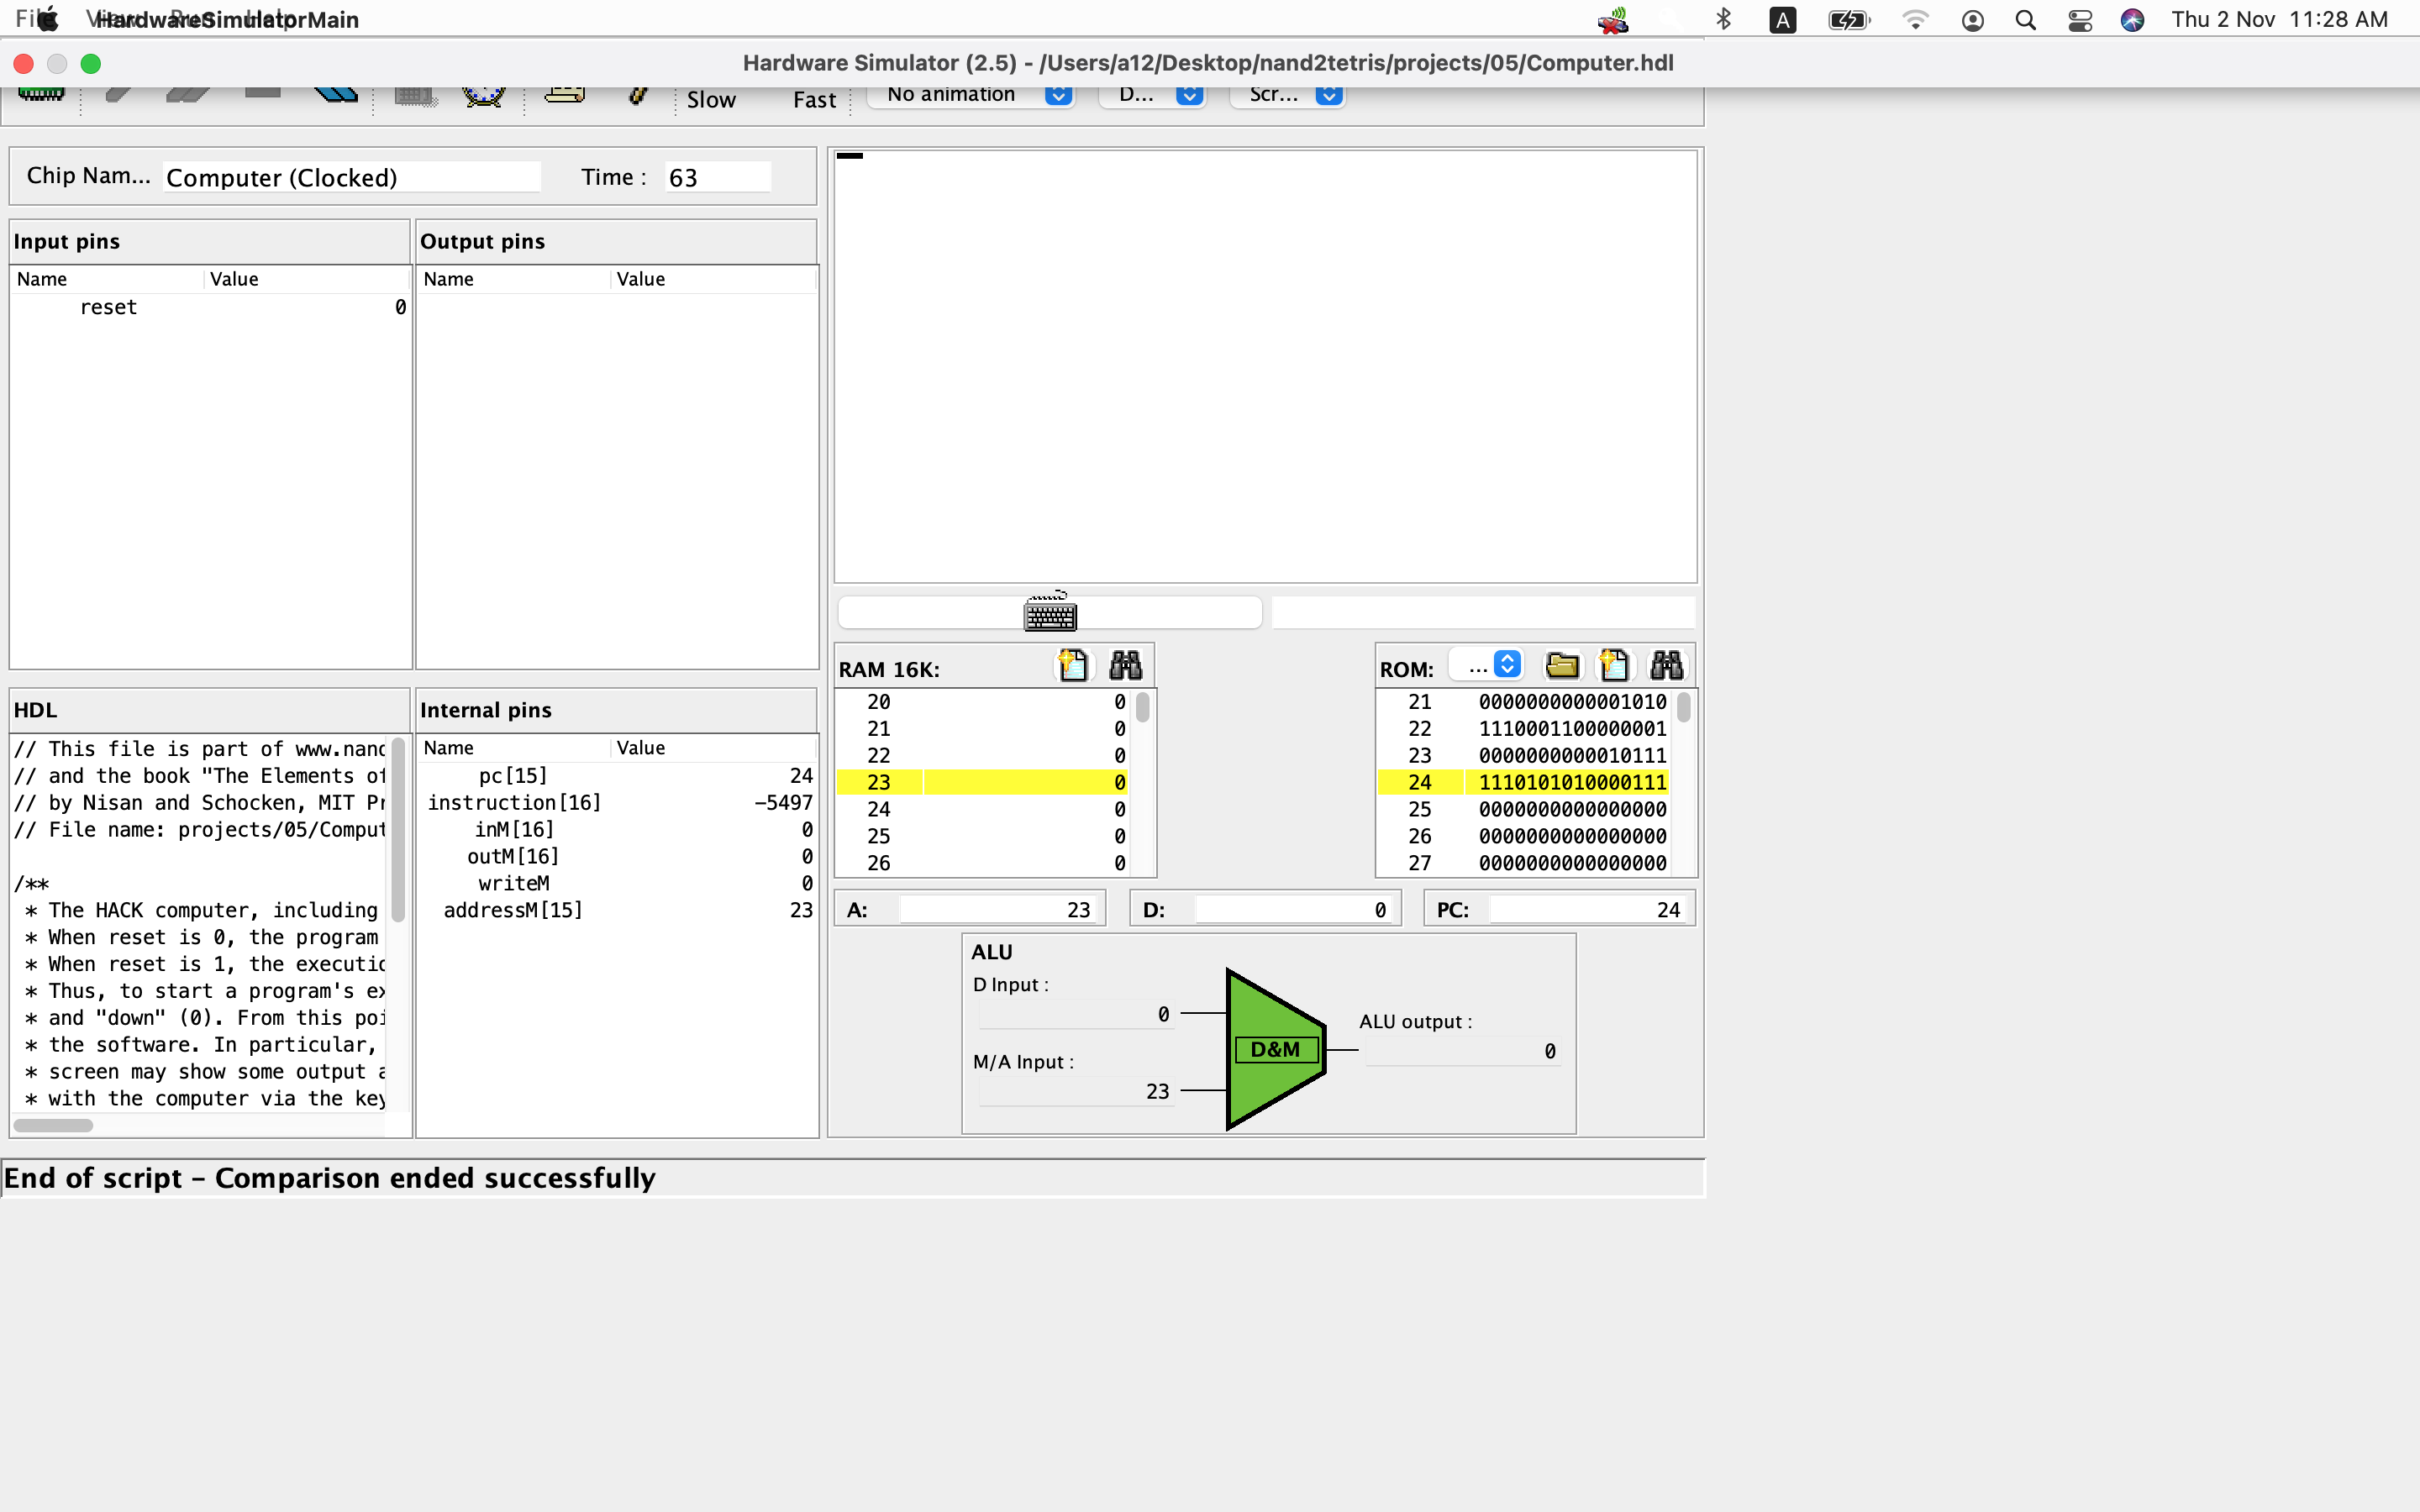 HardwareSimulatorMain
Thu 2 Nov 11:28 AM
Hardware Simulator (2.5) - /Users/a12/Desktop/nand2tetris/projects/05/Computer.hdl
Slow Fast No animation D... Scr...
Chip Nam... Computer (Clocked) Time : 63
Input pins
Name Value
reset 0
Output pins
Name Value
HDL
// This file is part of www.nand
// and the book "The Elements of
// by Nisan and Schocken, MIT Pr
// File name: projects/05/Comput
/**
* The HACK computer, including
* When reset is 0, the program
* When reset is 1, the executio
* Thus, to start a program's ex
* and "down" (0). From this poi
* the software. In particular,
* screen may show some output a
* with the computer via the key
Internal pins
Name Value
pc[15] 24
instruction[16] -5497
inM[16] 0
outM[16] 0
writeM 0
addressM[15] 23
RAM 16K:
20 0
21 0
22 0
23 0
24 0
25 0
26 0
ROM: ...
21 0000000000001010
22 1110001100000001
23 0000000000010111
24 1110101010000111
25 0000000000000000
26 0000000000000000
27 0000000000000000
A: 23
D: 0
PC: 24
ALU
D Input :
0
M/A Input :
23
D&M
ALU output :
0
End of script - Comparison ended successfully